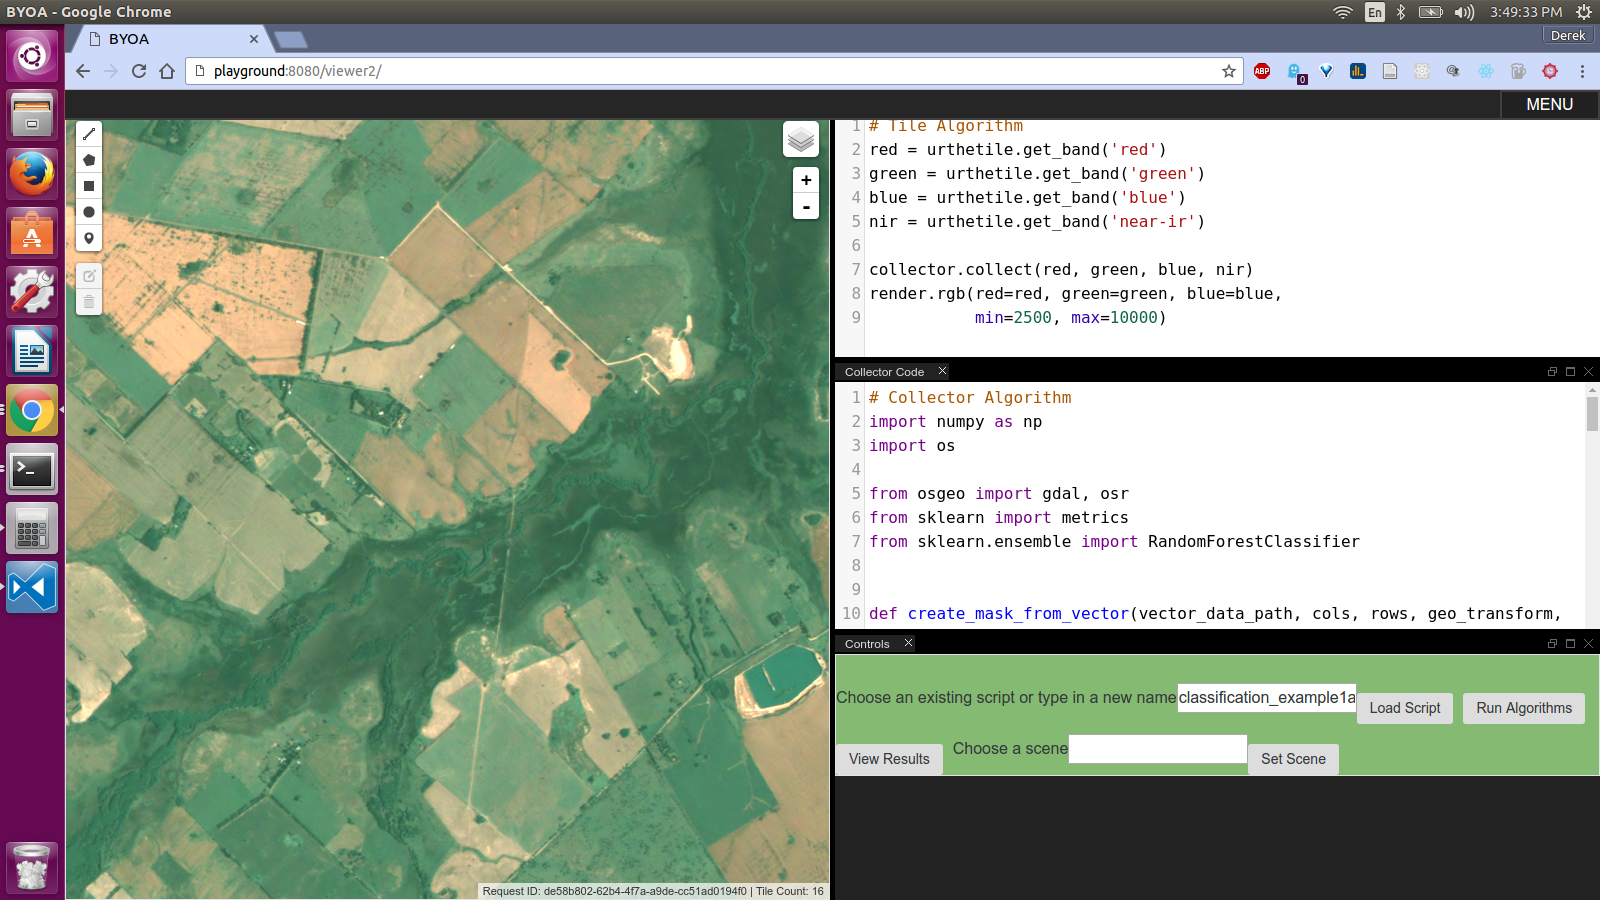 BYOA - Google Chrome
En
3:49:33 PM
BYOA
Derek
playground:8080/viewer2/
ABP
0
MENU
+
-
1 # Tile Algorithm
2 red = urthetile.get_band('red')
3 green = urthetile.get_band('green')
4 blue = urthetile.get_band('blue')
5 nir = urthetile.get_band('near-ir')
6
7 collector.collect(red, green, blue, nir)
8 render.rgb(red=red, green=green, blue=blue,
9 min=2500, max=10000)
Collector Code
1 # Collector Algorithm
2 import numpy as np
3 import os
4
5 from osgeo import gdal, osr
6 from sklearn import metrics
7 from sklearn.ensemble import RandomForestClassifier
8
9
10 def create_mask_from_vector(vector_data_path, cols, rows, geo_transform,
Controls
Choose an existing script or type in a new name classification_example1a Load Script Run Algorithms
View Results Choose a scene Set Scene
Request ID: de58b802-62b4-4f7a-a9de-cc51ad0194f0 | Tile Count: 16